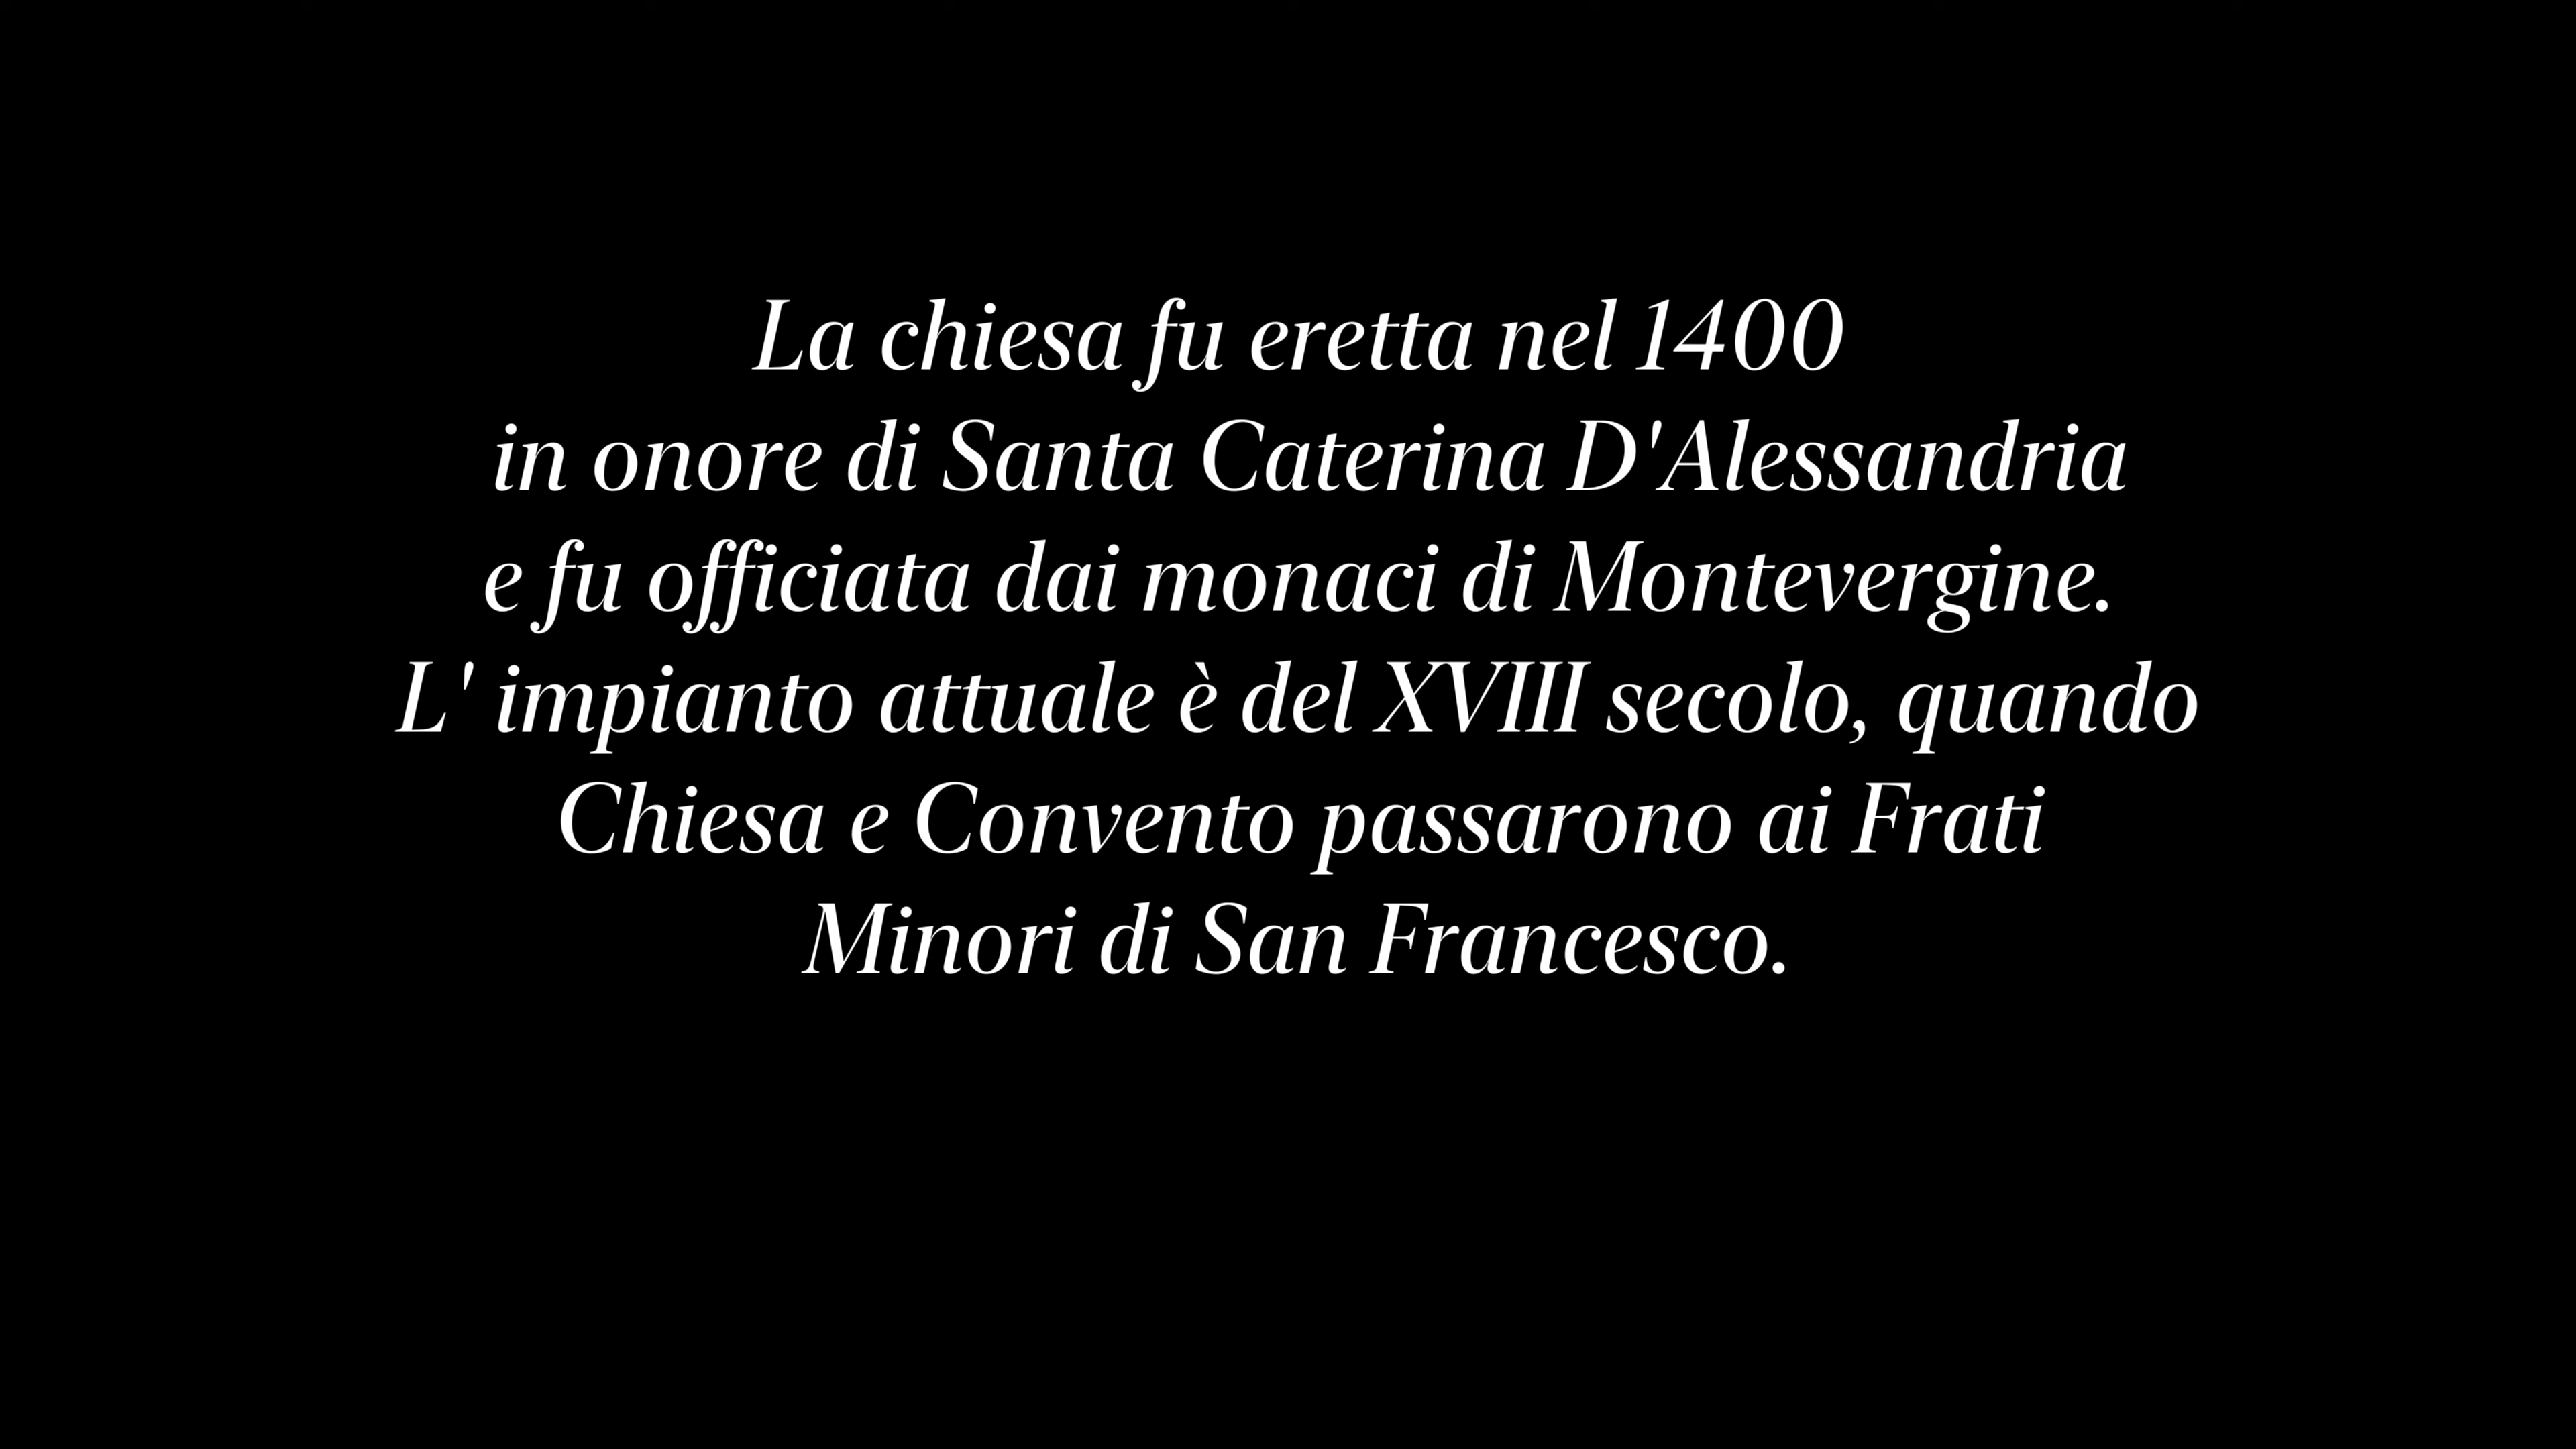 La chiesa fu eretta nel 1400
in onore di Santa Caterina D'Alessandria
e fu officiata dai monaci di Montevergine.
L' impianto attuale è del XVIII secolo, quando
Chiesa e Convento passarono ai Frati
Minori di San Francesco.